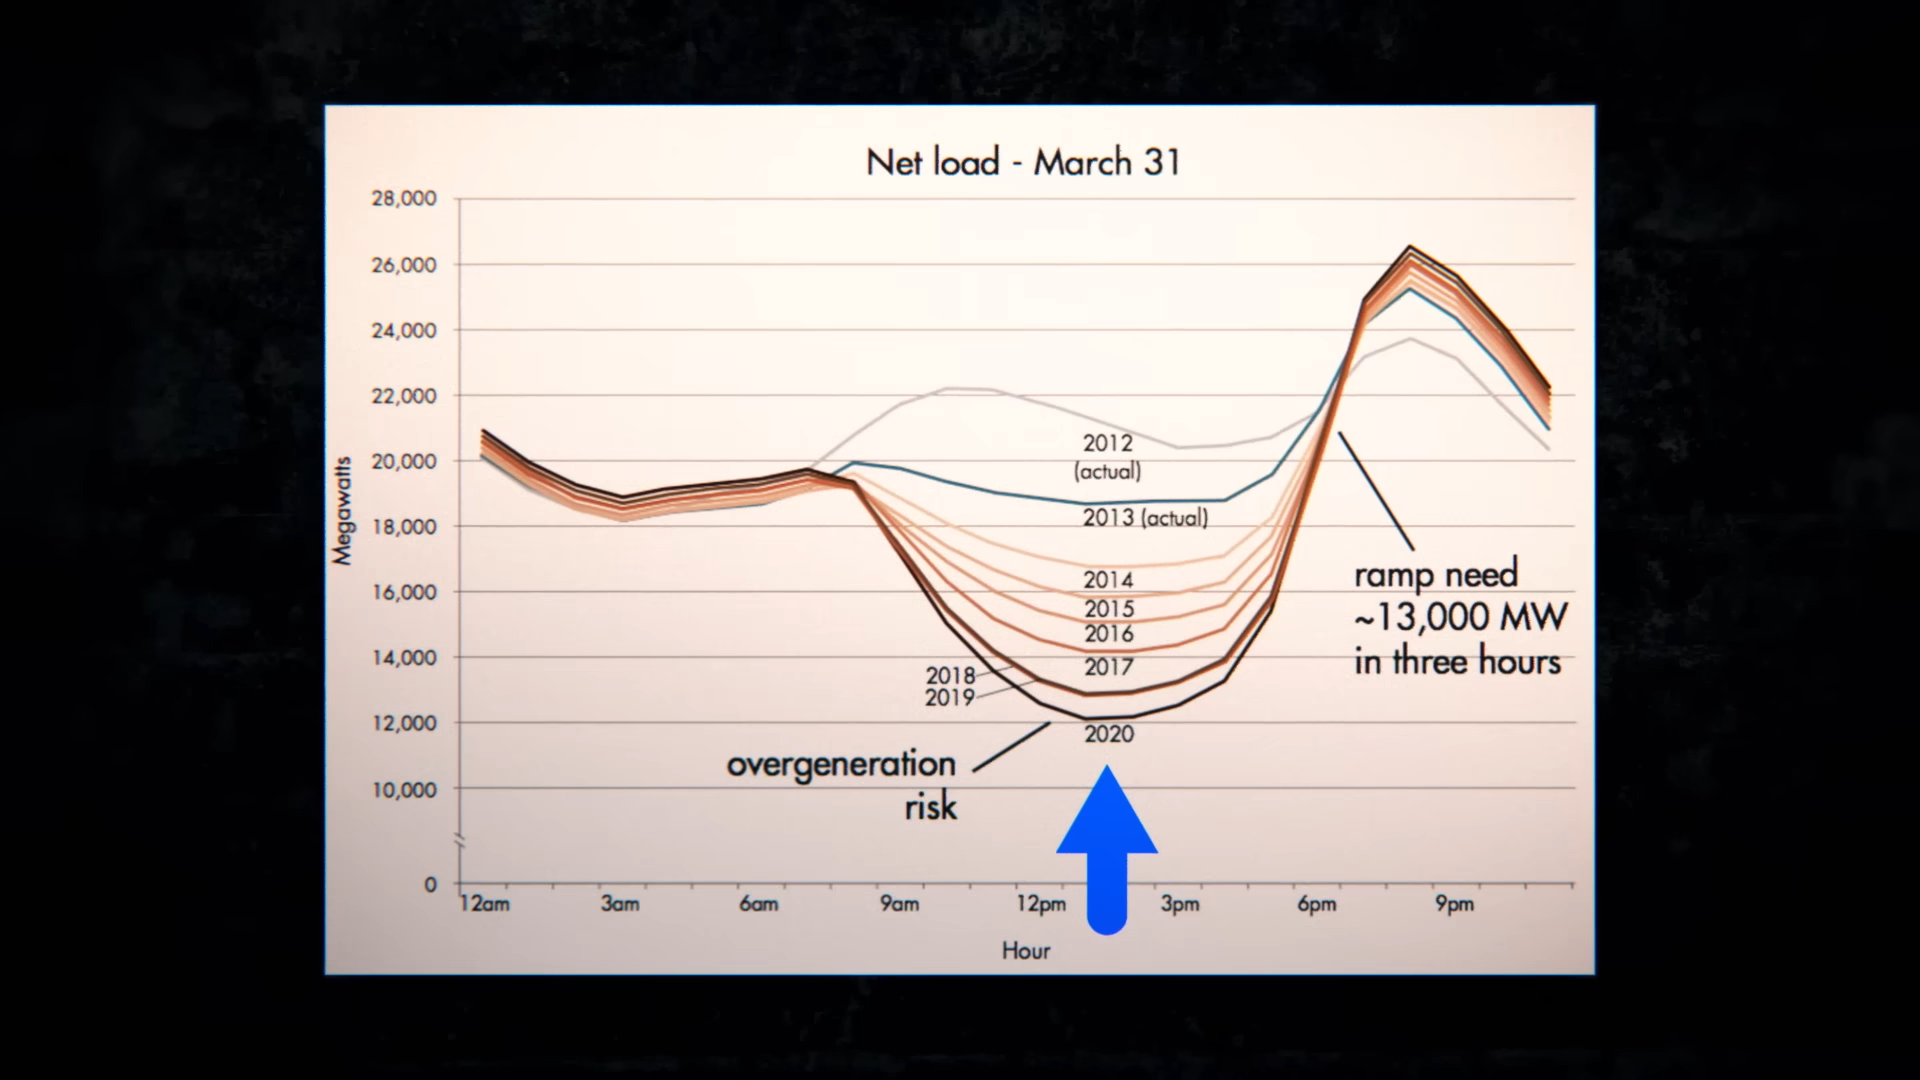 Net load - March 31
28,000
26,000
24,000
22,000
20,000
18,000
16,000
14,000
12,000
10,000
0
Megawatts
2012
(actual)
2013 (actual)
2014
2015
2016
2017
2018
2019
2020
overgeneration
risk
ramp need
~13,000 MW
in three hours
12am
3am
6am
9am
12pm
3pm
6pm
9pm
Hour